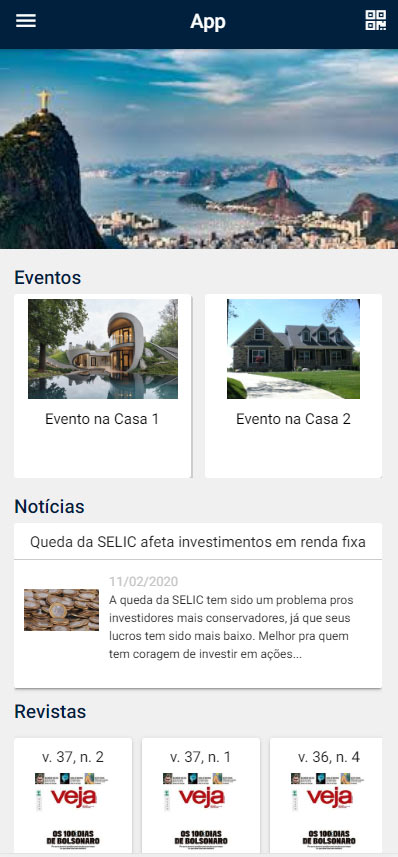 App
Eventos
Evento na Casa 1
Evento na Casa 2
Notícias
Queda da SELIC afeta investimentos em renda fixa
11/02/2020
A queda da SELIC tem sido um problema pros
investidores mais conservadores, já que seus
lucros tem sido mais baixo. Melhor pra quem
tem coragem de investir em ações...
Revistas
v. 37, n. 2
v. 37, n. 1
v. 36, n. 4
veja
veja
veja
OS 100 DIAS
DE BOLSONARO
OS 100 DIAS
DE BOLSONARO
OS 100 DIAS
DE BOLSONARO